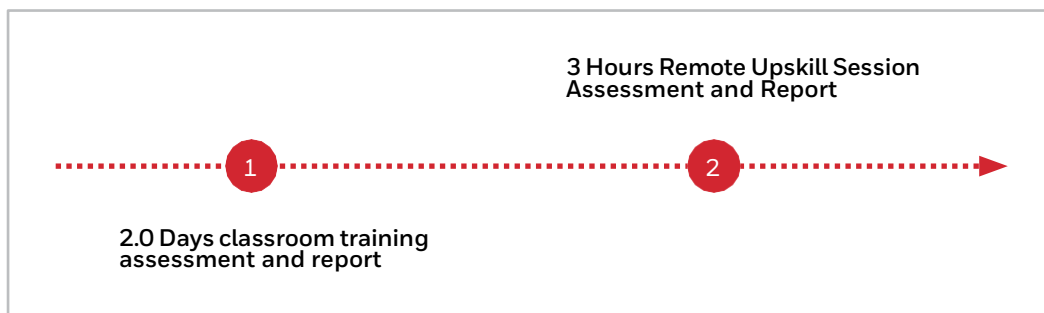 3 Hours Remote Upskill Session
Assessment and Report
1
2
2.0 Days classroom training
assessment and report